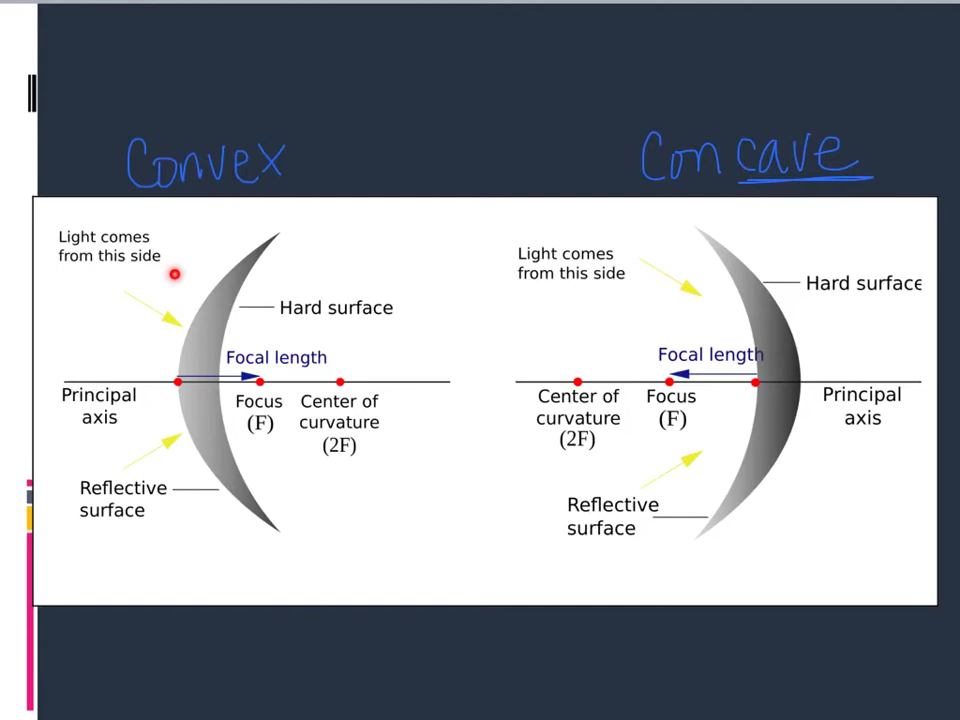 Convex
Concave
Light comes
from this side
Hard surface
Focal length
Principal
axis
Focus
(F)
Center of
curvature
(2F)
Reflective
surface
Light comes
from this side
Hard surface
Focal length
Center of
curvature
(2F)
Focus
(F)
Principal
axis
Reflective
surface